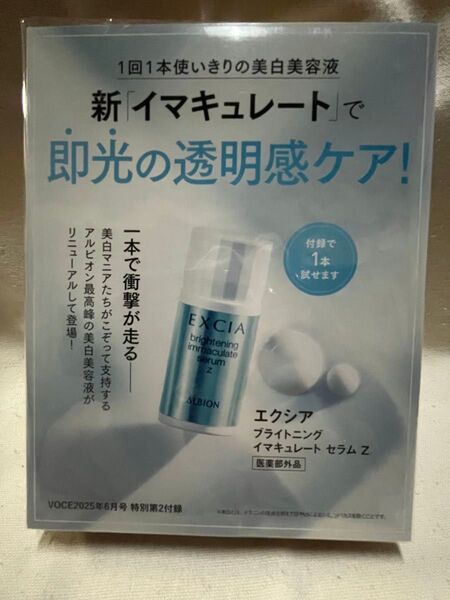 1回1本使いきりの美白美容液
新「イマキュレート」で
即光の透明感ケア!
付録で
1本
試せます
一本で衝撃が走る――
美白マニアたちがこぞって支持する
アルビオン最高峰の美白美容液が
リニューアルして登場!
EXCIA
brightening
immaculate
serum
z
ALBION
エクシア
ブライトニング
イマキュレート セラム Z
医薬部外品
VOCE2025年6月号 特別第2付録